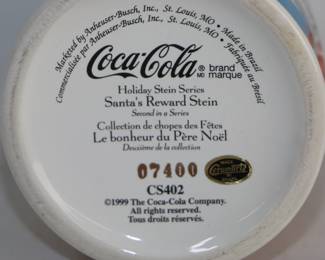 Marketed by Anheuser-Busch, Inc., St. Louis, MO • Made in Brazil
Commercialisée par Anheuser-Busch, Inc., St. Louis, MO • Fabriquée au Brésil
Coca-Cola ® brand
MD marque
Holiday Stein Series
Santa's Reward Stein
Second in a Series
Collection de chopes des Fêtes
Le bonheur du Père Noël
Deuxième de la collection
07400
CS402
©1999 The Coca-Cola Company.
All rights reserved.
Tous droits réservés.